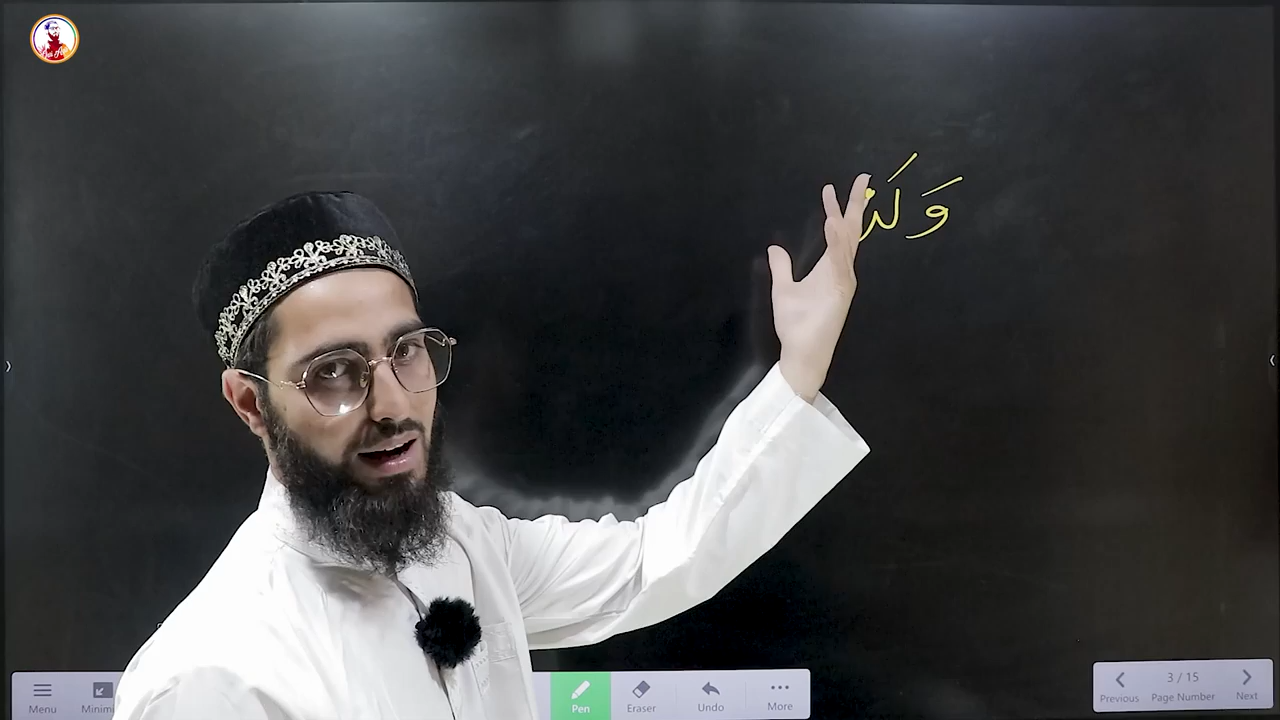 وَ لَد
Menu
Pen
Eraser
Undo
More
Previous
3 / 15
Page Number
Next